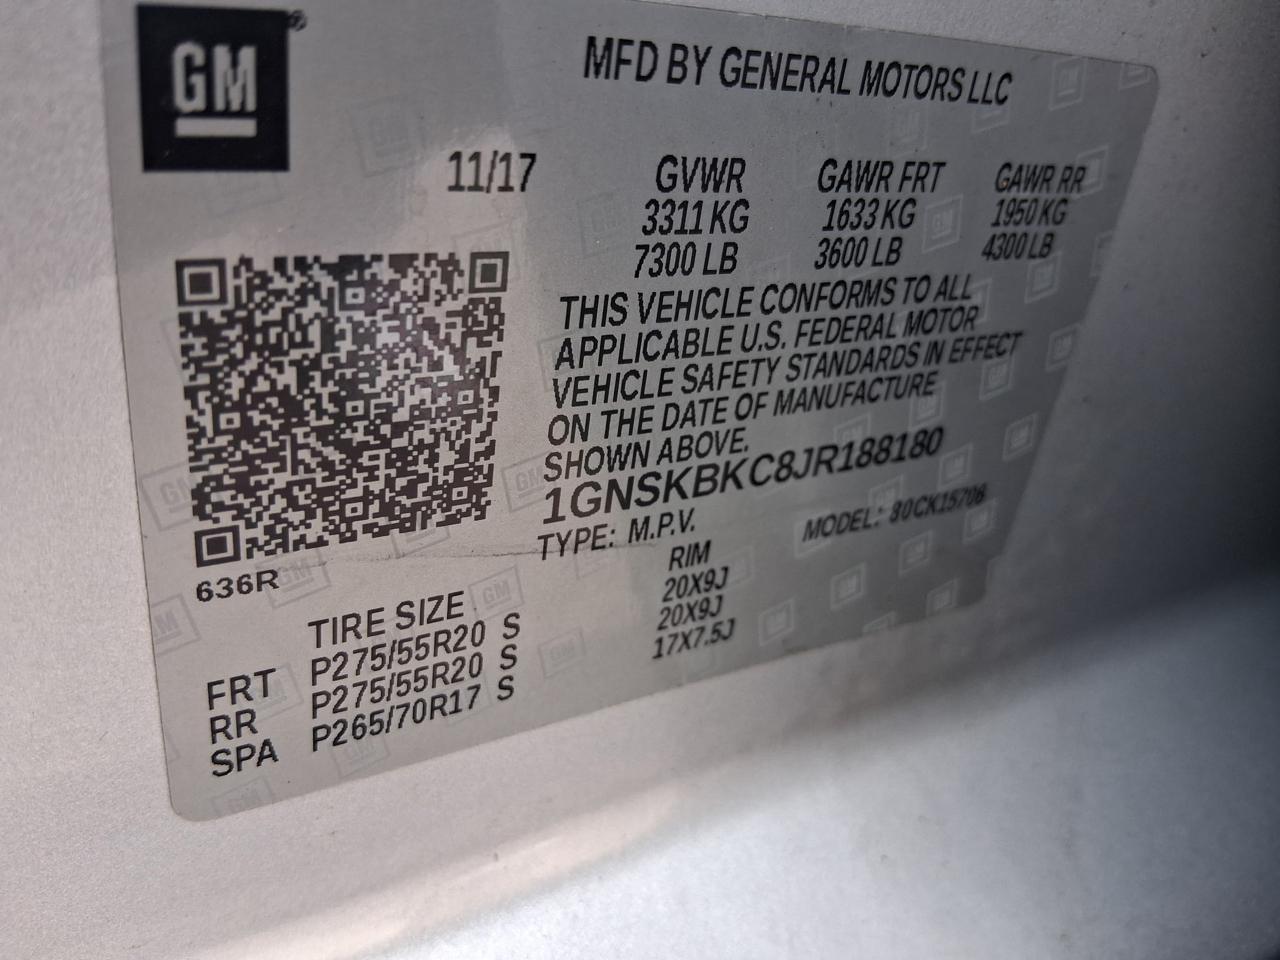 GM®
MFD BY GENERAL MOTORS LLC
11/17 GVWR GAWR FRT GAWR RR
3311 KG 1633 KG 1950 KG
7300 LB 3600 LB 4300 LB
THIS VEHICLE CONFORMS TO ALL
APPLICABLE U.S. FEDERAL MOTOR
VEHICLE SAFETY STANDARDS IN EFFECT
ON THE DATE OF MANUFACTURE
SHOWN ABOVE.
1GNSKBKC8JR188180
TYPE: M.P.V. MODEL: 80CK15706
636R
TIRE SIZE RIM
FRT P275/55R20 S 20X9J
RR P275/55R20 S 20X9J
SPA P265/70R17 S 17X7.5J